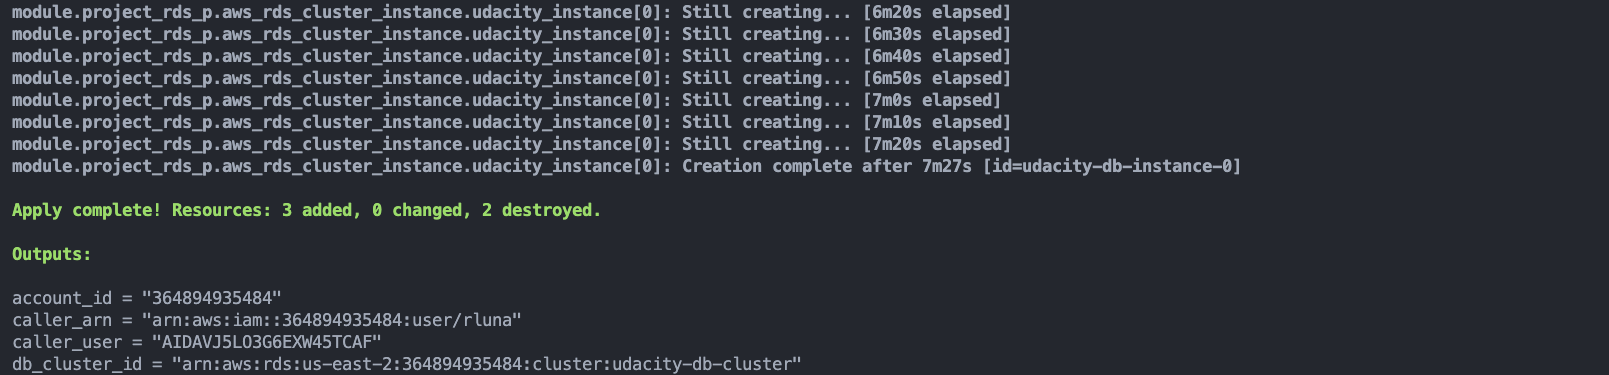 module.project_rds_p.aws_rds_cluster_instance.udacity_instance[0]: Still creating... [6m20s elapsed]
module.project_rds_p.aws_rds_cluster_instance.udacity_instance[0]: Still creating... [6m30s elapsed]
module.project_rds_p.aws_rds_cluster_instance.udacity_instance[0]: Still creating... [6m40s elapsed]
module.project_rds_p.aws_rds_cluster_instance.udacity_instance[0]: Still creating... [6m50s elapsed]
module.project_rds_p.aws_rds_cluster_instance.udacity_instance[0]: Still creating... [7m0s elapsed]
module.project_rds_p.aws_rds_cluster_instance.udacity_instance[0]: Still creating... [7m10s elapsed]
module.project_rds_p.aws_rds_cluster_instance.udacity_instance[0]: Still creating... [7m20s elapsed]
module.project_rds_p.aws_rds_cluster_instance.udacity_instance[0]: Creation complete after 7m27s [id=udacity-db-instance-0]
Apply complete! Resources: 3 added, 0 changed, 2 destroyed.
Outputs:
account_id = "364894935484"
caller_arn = "arn:aws:iam::364894935484:user/rluna"
caller_user = "AIDAVJ5LO3G6EXW45TCAF"
db_cluster_id = "arn:aws:rds:us-east-2:364894935484:cluster:udacity-db-cluster"